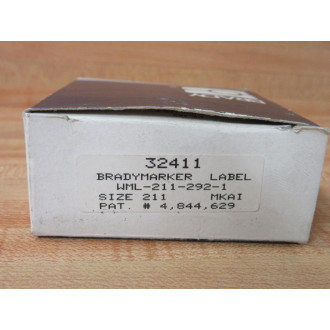 32411
BRADYMARKER LABEL
WML-211-292-1
SIZE 211 MKAI
PAT. # 4,844,629